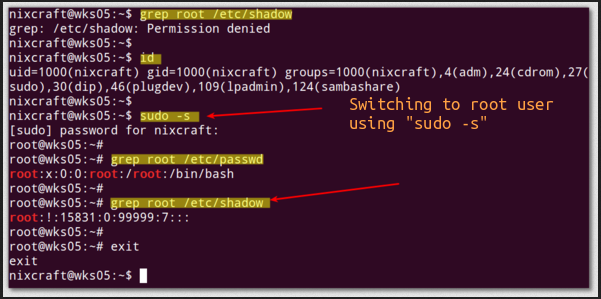 nixcraft@wks05:~$ grep root /etc/shadow
grep: /etc/shadow: Permission denied
nixcraft@wks05:~$
nixcraft@wks05:~$ id
uid=1000(nixcraft) gid=1000(nixcraft) groups=1000(nixcraft),4(adm),24(cdrom),27(
sudo),30(dip),46(plugdev),109(lpadmin),124(sambashare)
nixcraft@wks05:~$
nixcraft@wks05:~$ sudo -s
Switching to root user
using "sudo -s"
[sudo] password for nixcraft:
root@wks05:~#
root@wks05:~# grep root /etc/passwd
root:x:0:0:root:/root:/bin/bash
root@wks05:~#
root@wks05:~# grep root /etc/shadow
root:!:15831:0:99999:7:::
root@wks05:~#
root@wks05:~# exit
exit
nixcraft@wks05:~$